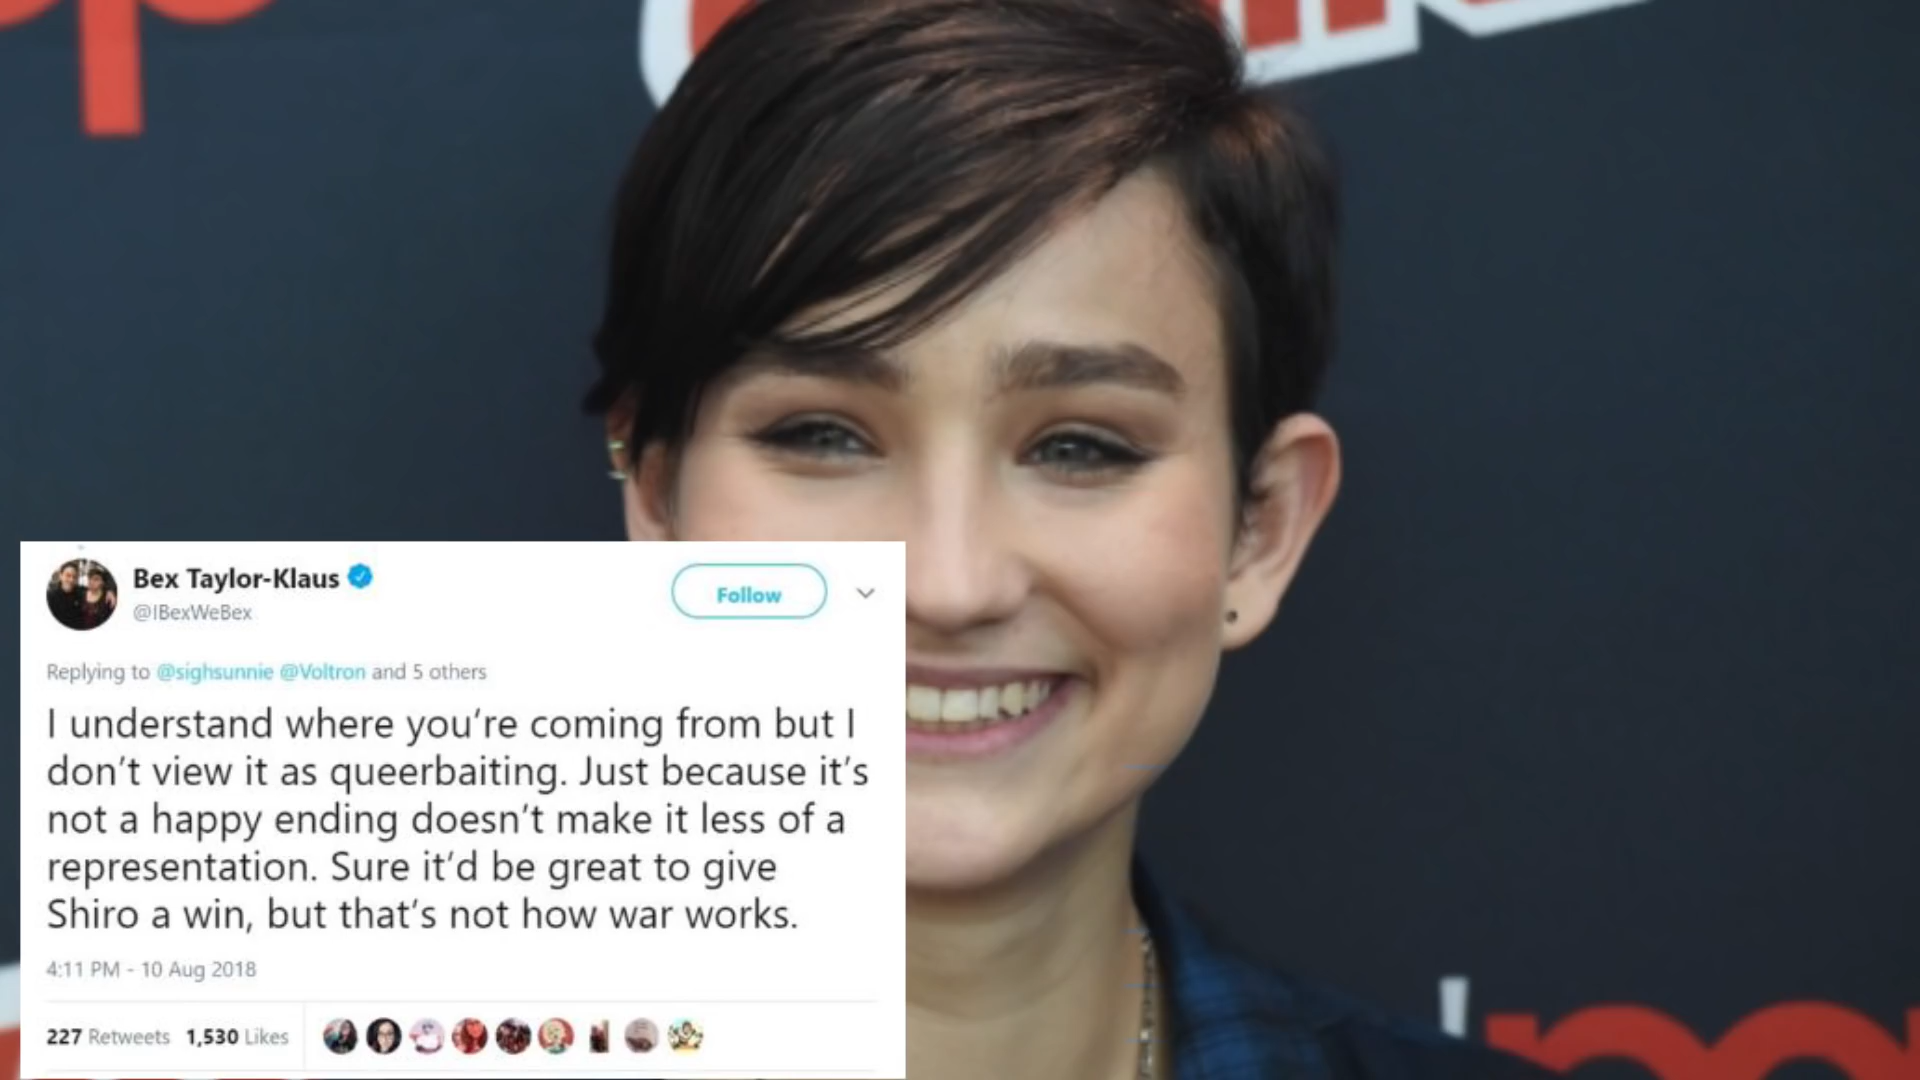 Bex Taylor-Klaus
@IBexWeBex
Follow
Replying to @sighsunnie @Voltron and 5 others
I understand where you're coming from but I
don't view it as queerbaiting. Just because it's
not a happy ending doesn't make it less of a
representation. Sure it'd be great to give
Shiro a win, but that's not how war works.
4:11 PM - 10 Aug 2018
227 Retweets 1,530 Likes